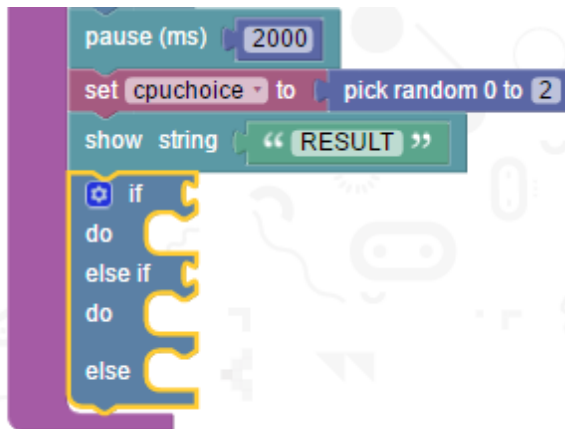 pause (ms) 2000
set cpuchoice to pick random 0 to 2
show string “ RESULT ”
if
do
else if
do
else